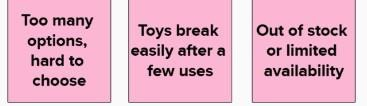 Too many
options,
hard to
choose
Toys break
easily after a
few uses
Out of stock
or limited
availability